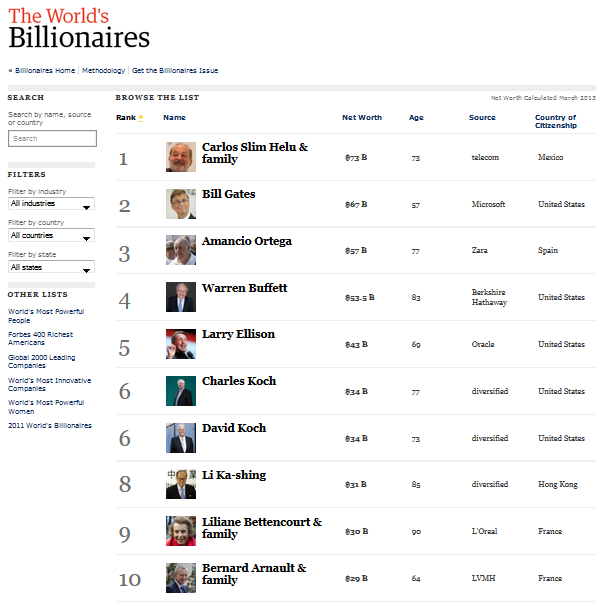 The World's
Billionaires
« Billionaires Home | Methodology | Get the Billionaires Issue
SEARCH
Search by name, source
or country
Search
FILTERS
Filter by industry
All industries
Filter by country
All countries
Filter by state
All states
OTHER LISTS
World's Most Powerful
People
Forbes 400 Richest
Americans
Global 2000 Leading
Companies
World's Most Innovative
Companies
World's Most Powerful
Women
2011 World's Billionaires
BROWSE THE LIST
Net Worth Calculated March 2013
Rank Name Net Worth Age Source Country of
Citizenship
1 Carlos Slim Helu &
family $73 B 73 telecom Mexico
2 Bill Gates $67 B 57 Microsoft United States
3 Amancio Ortega $57 B 77 Zara Spain
4 Warren Buffett $53.5 B 83 Berkshire
Hathaway United States
5 Larry Ellison $43 B 69 Oracle United States
6 Charles Koch $34 B 77 diversified United States
6 David Koch $34 B 73 diversified United States
8 Li Ka-shing $31 B 85 diversified Hong Kong
9 Liliane Bettencourt &
family $30 B 90 L'Oreal France
10 Bernard Arnault &
family $29 B 64 LVMH France